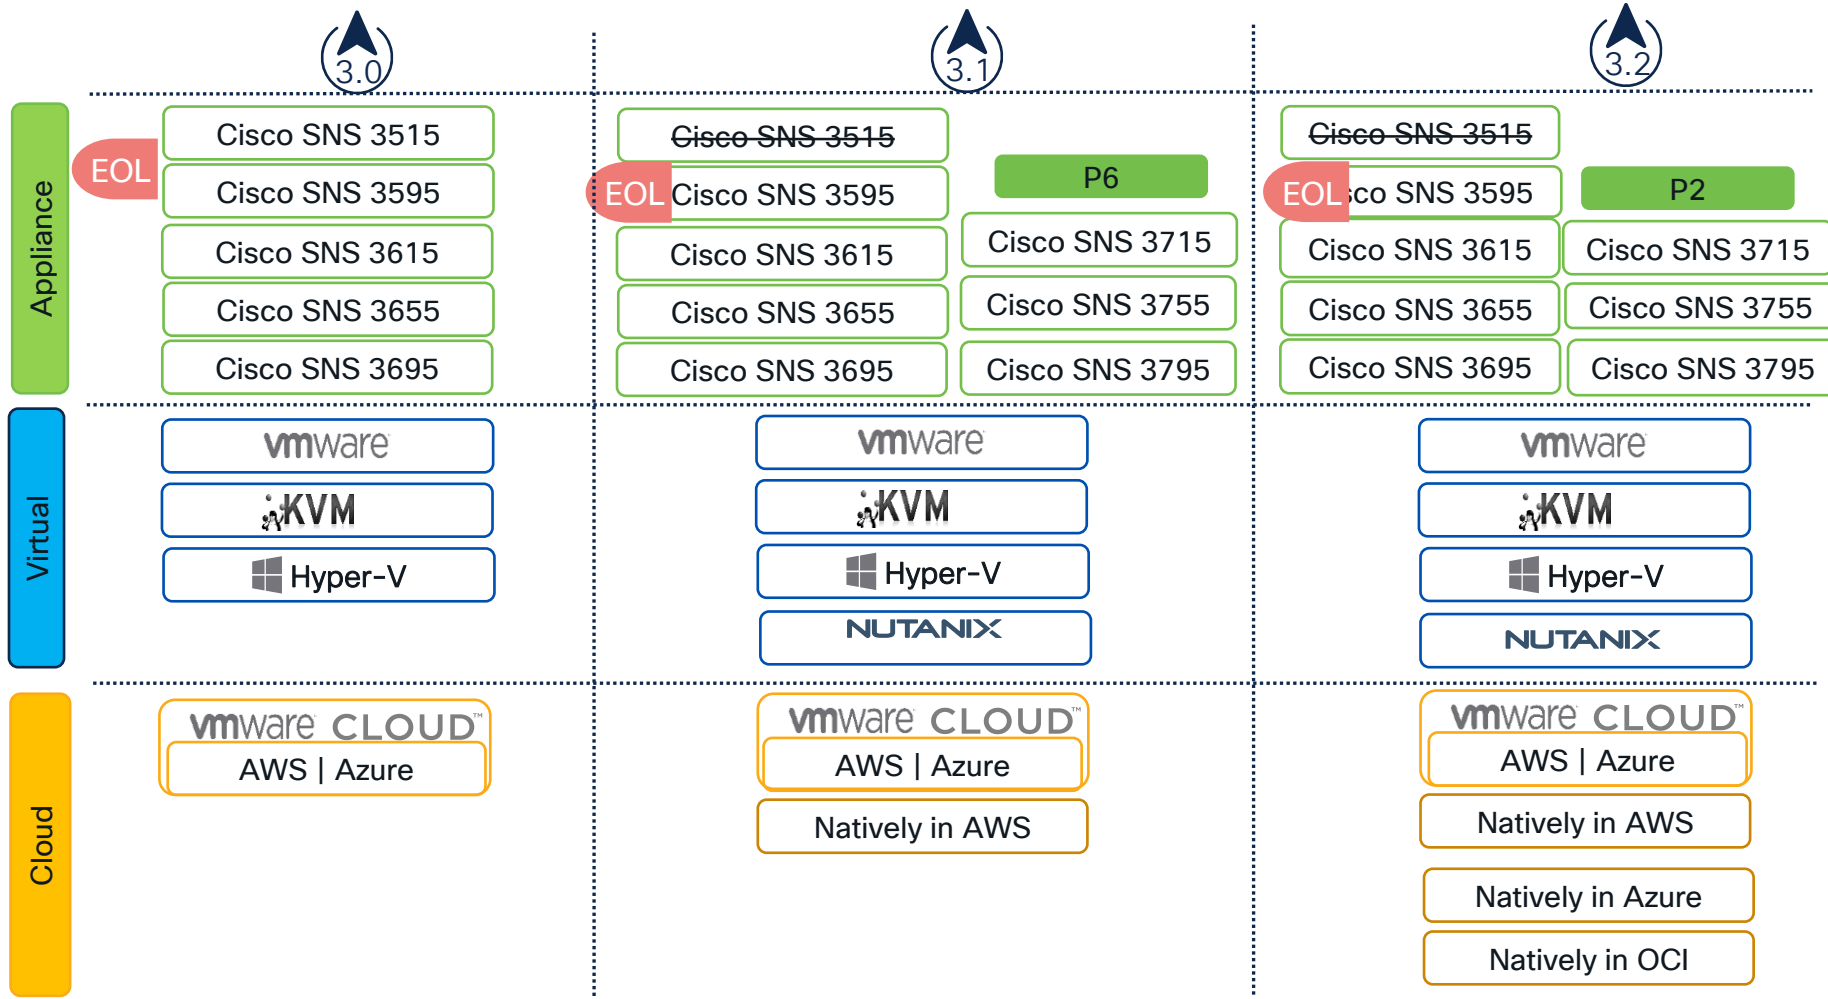 3.0
3.1
3.2
Appliance
EOL
Cisco SNS 3515
Cisco SNS 3595
Cisco SNS 3615
Cisco SNS 3655
Cisco SNS 3695
Cisco SNS 3515
EOL
Cisco SNS 3595
Cisco SNS 3615
Cisco SNS 3655
Cisco SNS 3695
P6
Cisco SNS 3715
Cisco SNS 3755
Cisco SNS 3795
Cisco SNS 3515
EOL
sco SNS 3595
Cisco SNS 3615
Cisco SNS 3655
Cisco SNS 3695
P2
Cisco SNS 3715
Cisco SNS 3755
Cisco SNS 3795
Virtual
vmware
KVM
Hyper-V
vmware
KVM
Hyper-V
NUTANIX
vmware
KVM
Hyper-V
NUTANIX
Cloud
vmware CLOUD™
AWS | Azure
vmware CLOUD™
AWS | Azure
Natively in AWS
vmware CLOUD™
AWS | Azure
Natively in AWS
Natively in Azure
Natively in OCI